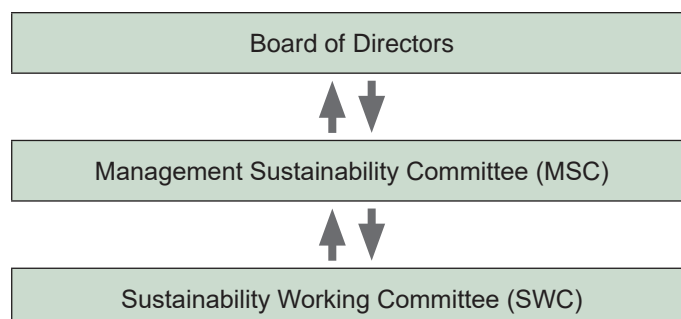 Board of Directors
Management Sustainability Committee (MSC)
Sustainability Working Committee (SWC)